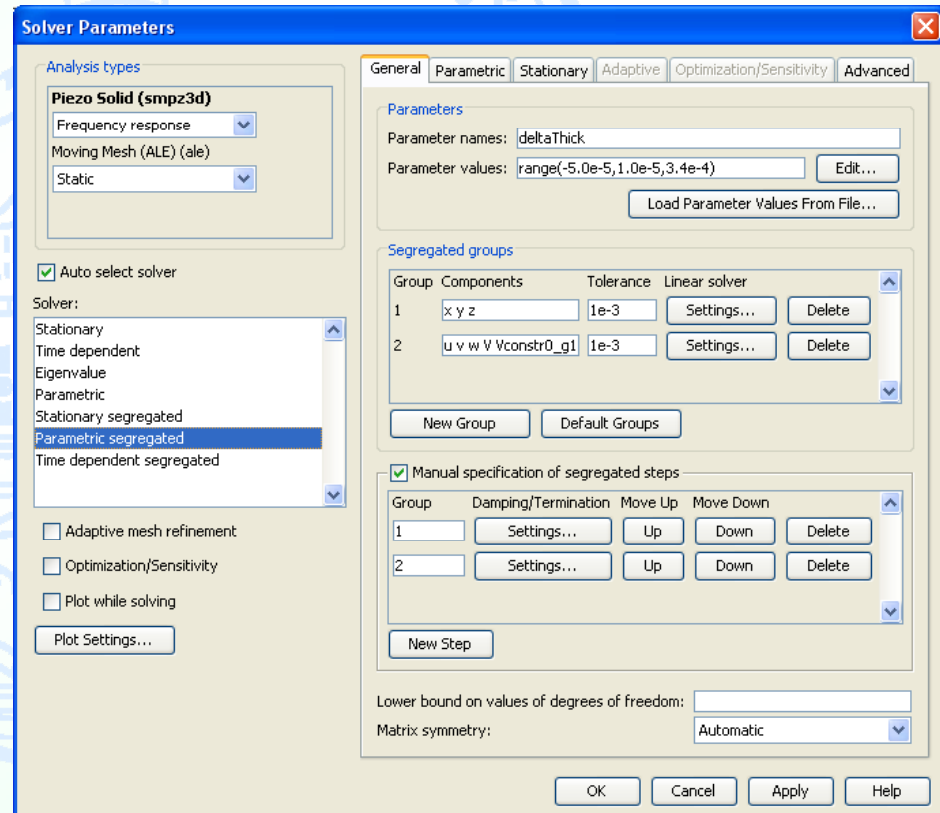 Solver Parameters
Analysis types
Piezo Solid (smpz3d)
Frequency response
Moving Mesh (ALE) (ale)
Static
Auto select solver
Solver:
Stationary
Time dependent
Eigenvalue
Parametric
Stationary segregated
Parametric segregated
Time dependent segregated
Adaptive mesh refinement
Optimization/Sensitivity
Plot while solving
Plot Settings...
General Parametric Stationary Adaptive Optimization/Sensitivity Advanced
Parameters
Parameter names: deltaThick
Parameter values: range(-5.0e-5,1.0e-5,3.4e-4) Edit...
Load Parameter Values From File...
Segregated groups
Group Components Tolerance Linear solver
1 x y z 1e-3 Settings... Delete
2 u v w V Vconstr0_g1 1e-3 Settings... Delete
New Group Default Groups
Manual specification of segregated steps
Group Damping/Termination Move Up Move Down
1 Settings... Up Down Delete
2 Settings... Up Down Delete
New Step
Lower bound on values of degrees of freedom:
Matrix symmetry: Automatic
OK Cancel Apply Help